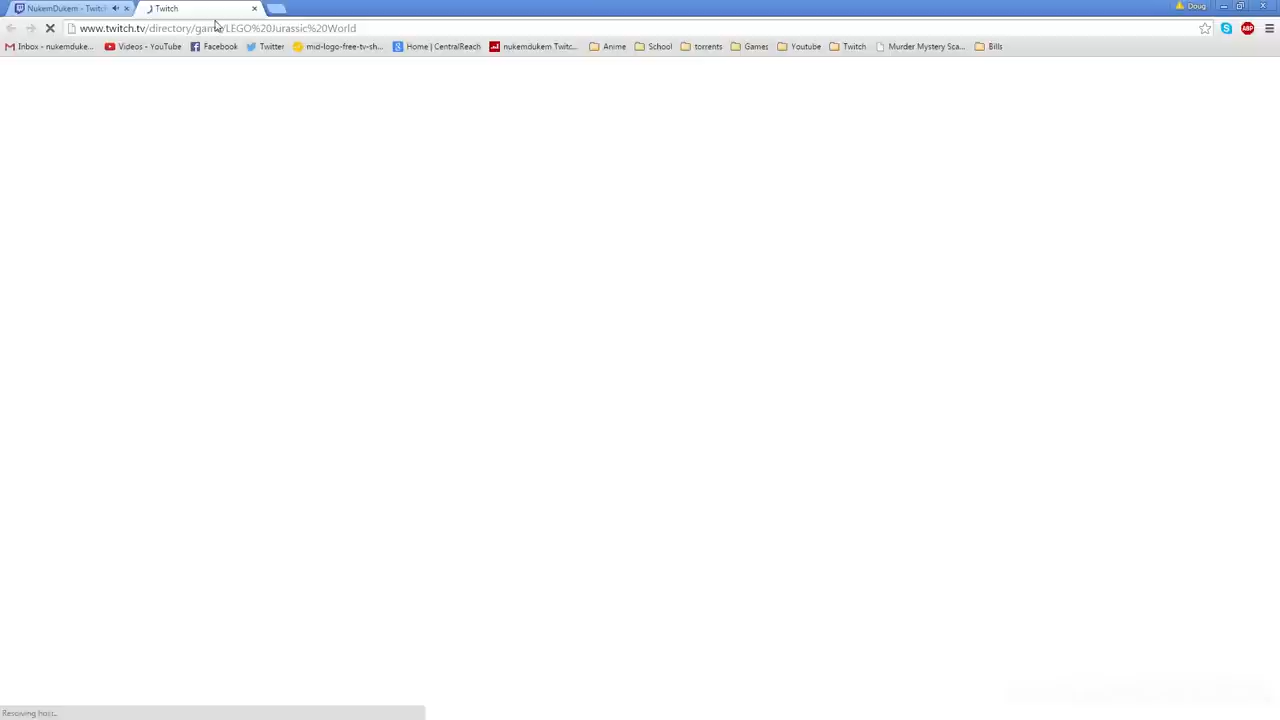 NukemDukem - Twitc
Twitch
Doug
www.twitch.tv/directory/game/LEGO%20Jurassic%20World
Inbox - nukemduke... Videos - YouTube Facebook Twitter mid-logo-free-tv-sh... Home | CentralReach nukemdukem Twitc... Anime School torrents Games Youtube Twitch Murder Mystery Sca... Bills
Resolving host...